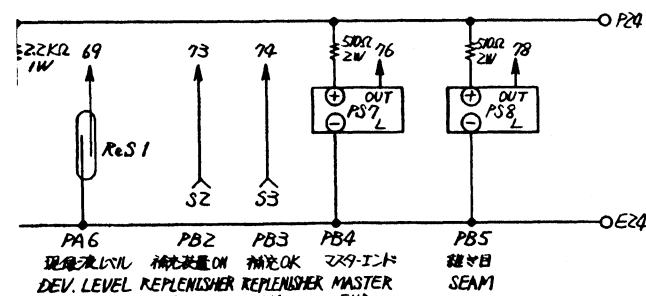 P24
2.2KΩ
1W
69
73
74
510Ω
2W
76
510Ω
2W
78
OUT
PS7
L
OUT
PS8
L
ReS1
S2
S3
E24
PA6
PB2
PB3
PB4
PB5
現像液レベル
補充装置ON
補充OK
マスターエンド
継ぎ目
DEV. LEVEL
REPLENISHER
REPLENISHER
MASTER
SEAM